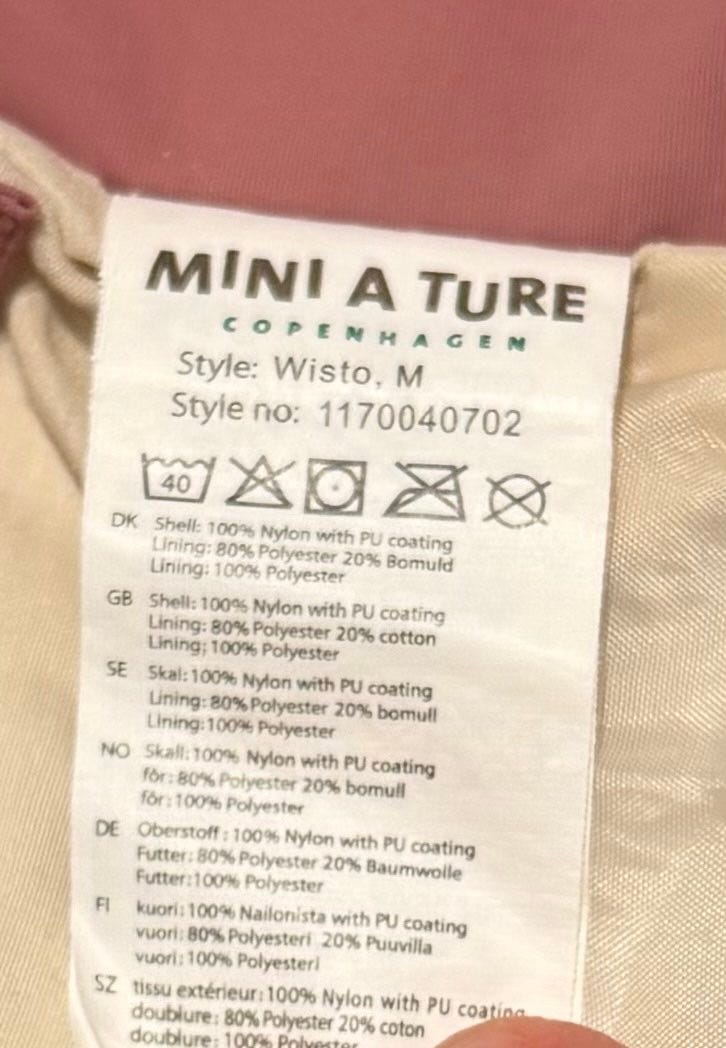 MINI A TURE
COPENHAGEN
Style: Wisto, M
Style no: 1170040702
40
DK Shell: 100% Nylon with PU coating
Lining: 80% Polyester 20% Bomuld
Lining: 100% Polyester
GB Shell: 100% Nylon with PU coating
Lining: 80% Polyester 20% cotton
Lining: 100% Polyester
SE Skal: 100% Nylon with PU coating
Lining: 80% Polyester 20% bomull
Lining: 100% Polyester
NO Skall: 100% Nylon with PU coating
fôr: 80% Polyester 20% bomull
fôr: 100% Polyester
DE Oberstoff: 100% Nylon with PU coating
Futter: 80% Polyester 20% Baumwolle
Futter: 100% Polyester
FI kuori: 100% Nailonista with PU coating
vuori: 80% Polyesteri 20% Puuvilla
vuori: 100% Polyesteri
SZ tissu extérieur: 100% Nylon with PU coating
doublure: 80% Polyester 20% coton
doublure: 100% Polyester